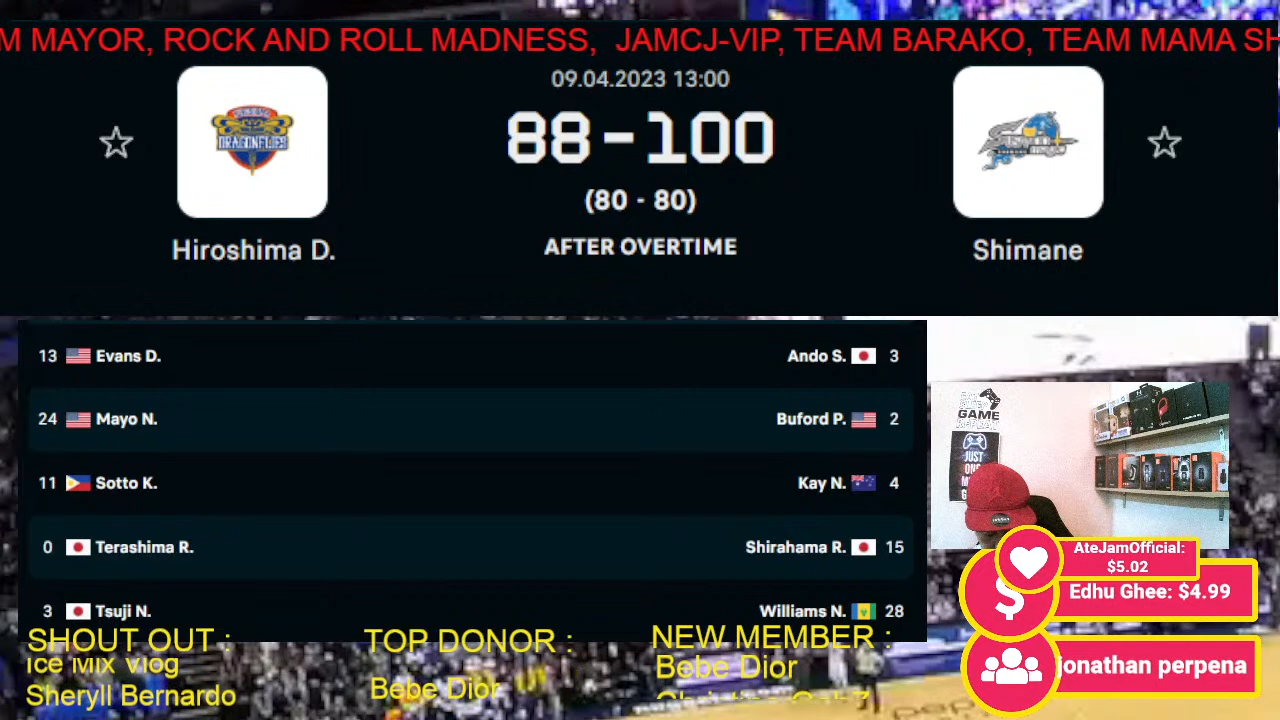 M MAYOR, ROCK AND ROLL MADNESS, JAMCJ-VIP, TEAM BARAKO, TEAM MAMA SH
09.04.2023 13:00
DRAGONFLIES
88-100
(80 - 80)
AFTER OVERTIME
Hiroshima D.
Shimane
13 Evans D.
Ando S. 3
24 Mayo N.
Buford P. 2
11 Sotto K.
Kay N. 4
0 Terashima R.
Shirahama R. 15
3 Tsuji N.
Williams N. 28
GAME
JUST
ONE
AteJamOfficial:
$5.02
$
Edhu Ghee: $4.99
jonathan perpena
SHOUT OUT :
Ice Mix Vlog
Sheryll Bernardo
TOP DONOR :
Bebe Dior
NEW MEMBER :
Bebe Dior